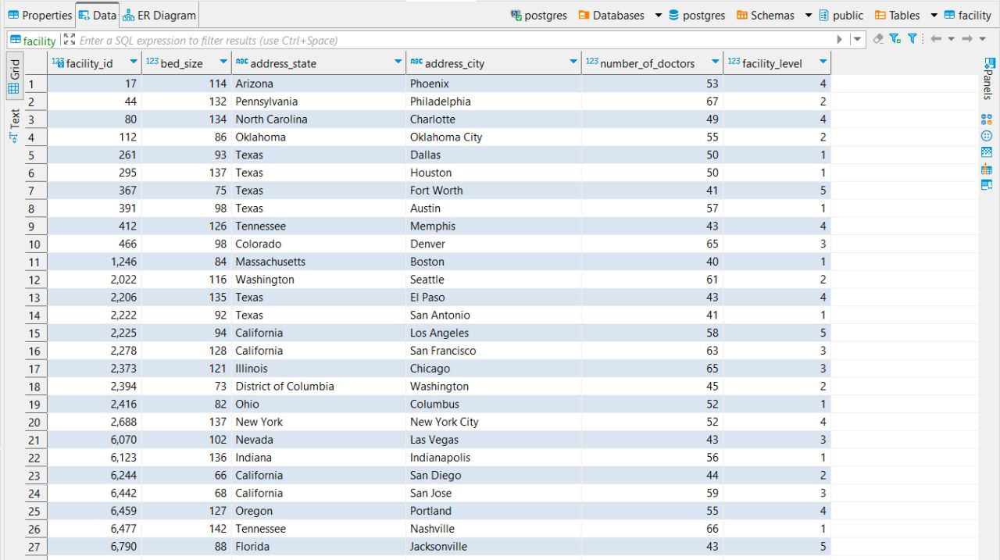 Properties Data ER Diagram postgres Databases postgres Schemas public Tables facility
facility Enter a SQL expression to filter results (use Ctrl+Space)
Grid
Text
Panels
123 facility_id 123 bed_size ABC address_state ABC address_city 123 number_of_doctors 123 facility_level
1 17 114 Arizona Phoenix 53 4
2 44 132 Pennsylvania Philadelphia 67 2
3 80 134 North Carolina Charlotte 49 4
4 112 86 Oklahoma Oklahoma City 55 2
5 261 93 Texas Dallas 50 1
6 295 137 Texas Houston 50 1
7 367 75 Texas Fort Worth 41 5
8 391 98 Texas Austin 57 1
9 412 126 Tennessee Memphis 43 4
10 466 98 Colorado Denver 65 3
11 1,246 84 Massachusetts Boston 40 1
12 2,022 116 Washington Seattle 61 2
13 2,206 135 Texas El Paso 43 4
14 2,222 92 Texas San Antonio 41 1
15 2,225 94 California Los Angeles 58 5
16 2,278 128 California San Francisco 63 3
17 2,373 121 Illinois Chicago 65 3
18 2,394 73 District of Columbia Washington 45 2
19 2,416 82 Ohio Columbus 52 1
20 2,688 137 New York New York City 52 4
21 6,070 102 Nevada Las Vegas 43 3
22 6,123 136 Indiana Indianapolis 56 1
23 6,244 66 California San Diego 44 2
24 6,442 68 California San Jose 59 3
25 6,459 127 Oregon Portland 55 4
26 6,477 142 Tennessee Nashville 66 1
27 6,790 88 Florida Jacksonville 43 5